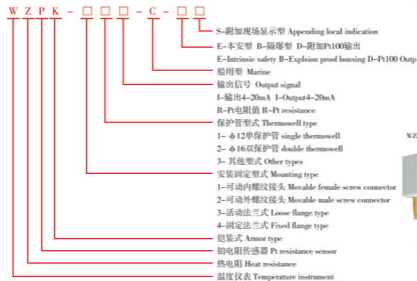 W Z P K - □ □ □ - C - □ □
S-附加现场显示型 Appending local indication
E-本安型 B-隔爆型 D-附加Pt100输出
E-Intrinsic safety B-Explsion proof housing D-Pt100 Outp
船用型 Marine
输出信号 Output signal
I-输出4~20mA I-Output4~20mA
R-Pt电阻值 R-Pt resistance
保护管型式 Thermowell type
1- ф12单保护管 single thermowell
2- ф16双保护管 double thermowell
3- 其他型式 Other types
安装固定型式 Mounting type
1-可动内螺纹接头 Movable female screw connector
2-可动外螺纹接头 Movable male screw connector
3-活动法兰式 Loose flange type
4-固定法兰式 Fixed flange type
铠装式 Armor type
铂电阻传感器 Pt resistance sensor
热电阻 Heat resistance
温度仪表 Temperature instrument
WZ